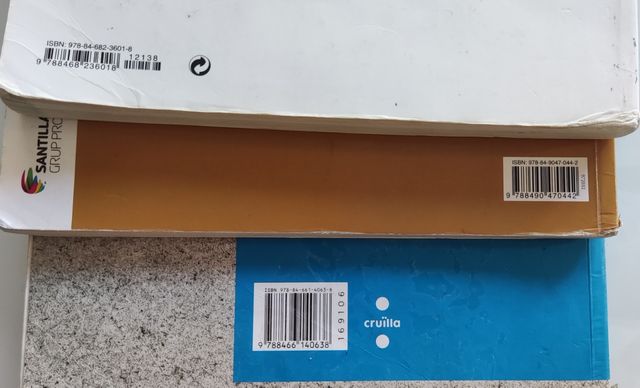 ISBN: 978-84-682-3601-8
12138
9 788468 236018
SANTILLA
GRUP PRO
ISBN: 978-84-9047-044-2
9 788490 470442
ISBN 978-84-661-4063-8
9 788466 140638
169106
cruïlla